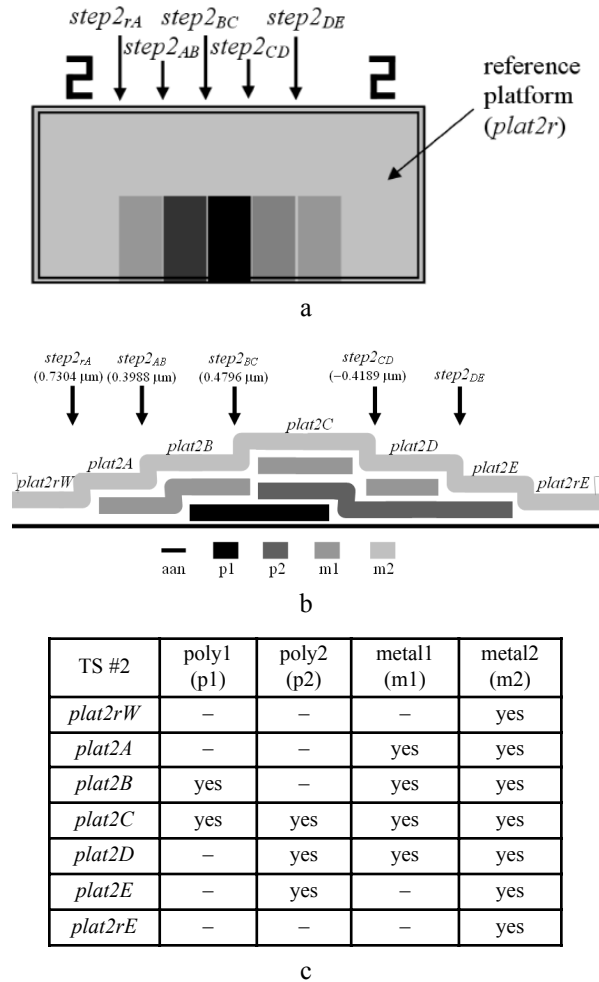 step2rA step2BC step2DE
step2AB step2CD
2 2
reference
platform
(plat2r)
a
step2rA step2AB step2BC step2CD step2DE
(0.7304 μm) (0.3988 μm) (0.4796 μm) (−0.4189 μm)
plat2C
plat2B plat2D
plat2A plat2E
plat2rW plat2rE
aan p1 p2 m1 m2
b
TS #2 poly1 (p1) poly2 (p2) metal1 (m1) metal2 (m2)
plat2rW – – – yes
plat2A – – yes yes
plat2B yes – yes yes
plat2C yes yes yes yes
plat2D – yes yes yes
plat2E – yes – yes
plat2rE – – – yes
c